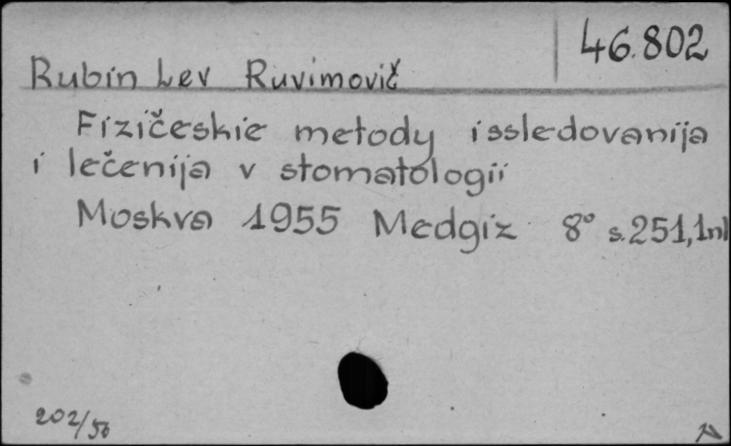 46.802
Rubin Lev Ruvimovič
Fizičeskie metody issledovanija
i lečenija v stomatologii
Moskva 1955 Medgiz 8° s.251,1nl
202/56